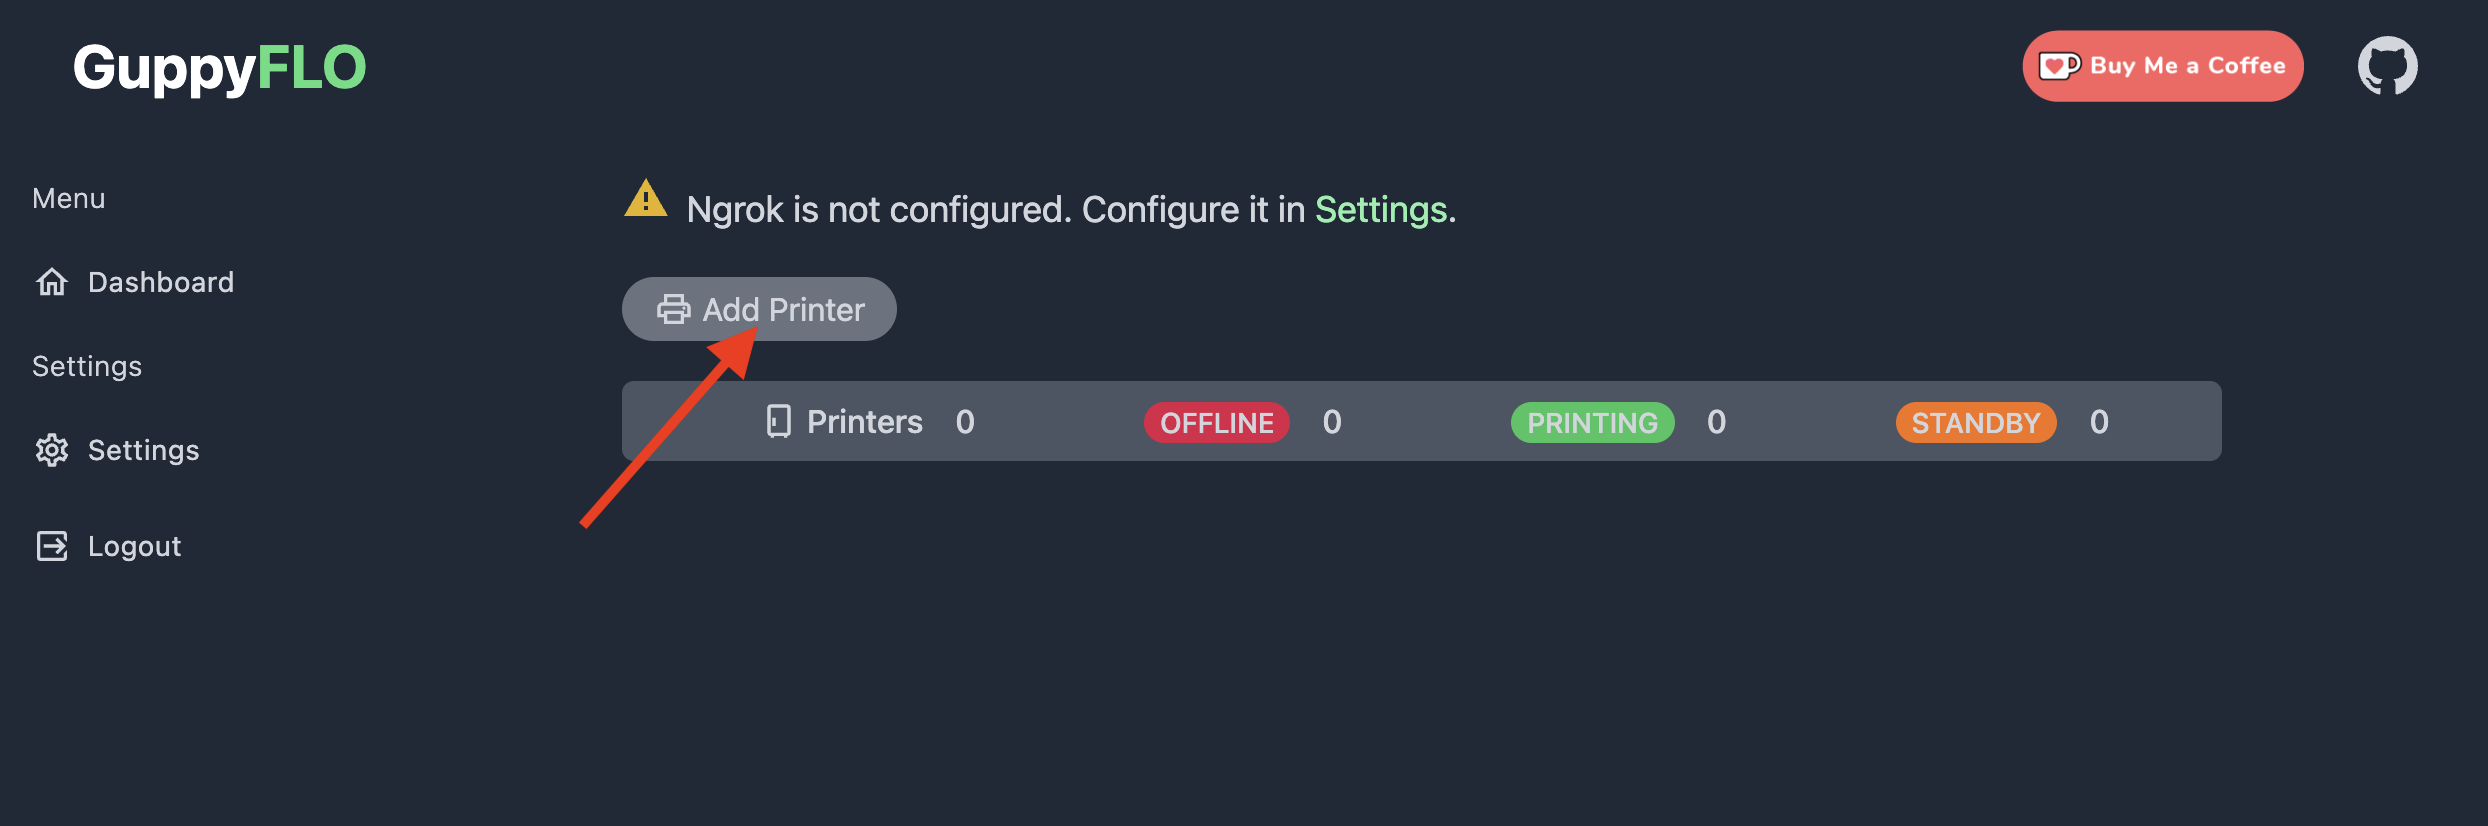 GuppyFLO
Buy Me a Coffee
Menu
Dashboard
Settings
Settings
Logout
Ngrok is not configured. Configure it in Settings.
Add Printer
Printers 0 OFFLINE 0 PRINTING 0 STANDBY 0